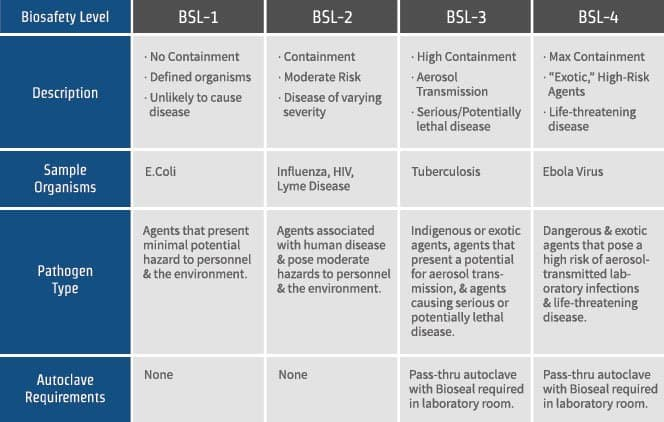 Biosafety Level
BSL-1
BSL-2
BSL-3
BSL-4
Description
· No Containment
· Defined organisms
· Unlikely to cause
disease
· Containment
· Moderate Risk
· Disease of varying
severity
· High Containment
· Aerosol
Transmission
· Serious/Potentially
lethal disease
· Max Containment
· “Exotic,” High-Risk
Agents
· Life-threatening
disease
Sample
Organisms
E.Coli
Influenza, HIV,
Lyme Disease
Tuberculosis
Ebola Virus
Pathogen
Type
Agents that present
minimal potential
hazard to personnel
& the environment.
Agents associated
with human disease
& pose moderate
hazards to personnel
& the environment.
Indigenous or exotic
agents, agents that
present a potential
for aerosol trans-
mission, & agents
causing serious or
potentially lethal
disease.
Dangerous & exotic
agents that pose a
high risk of aerosol-
transmitted lab-
oratory infections
& life-threatening
disease.
Autoclave
Requirements
None
None
Pass-thru autoclave
with Bioseal required
in laboratory room.
Pass-thru autoclave
with Bioseal required
in laboratory room.